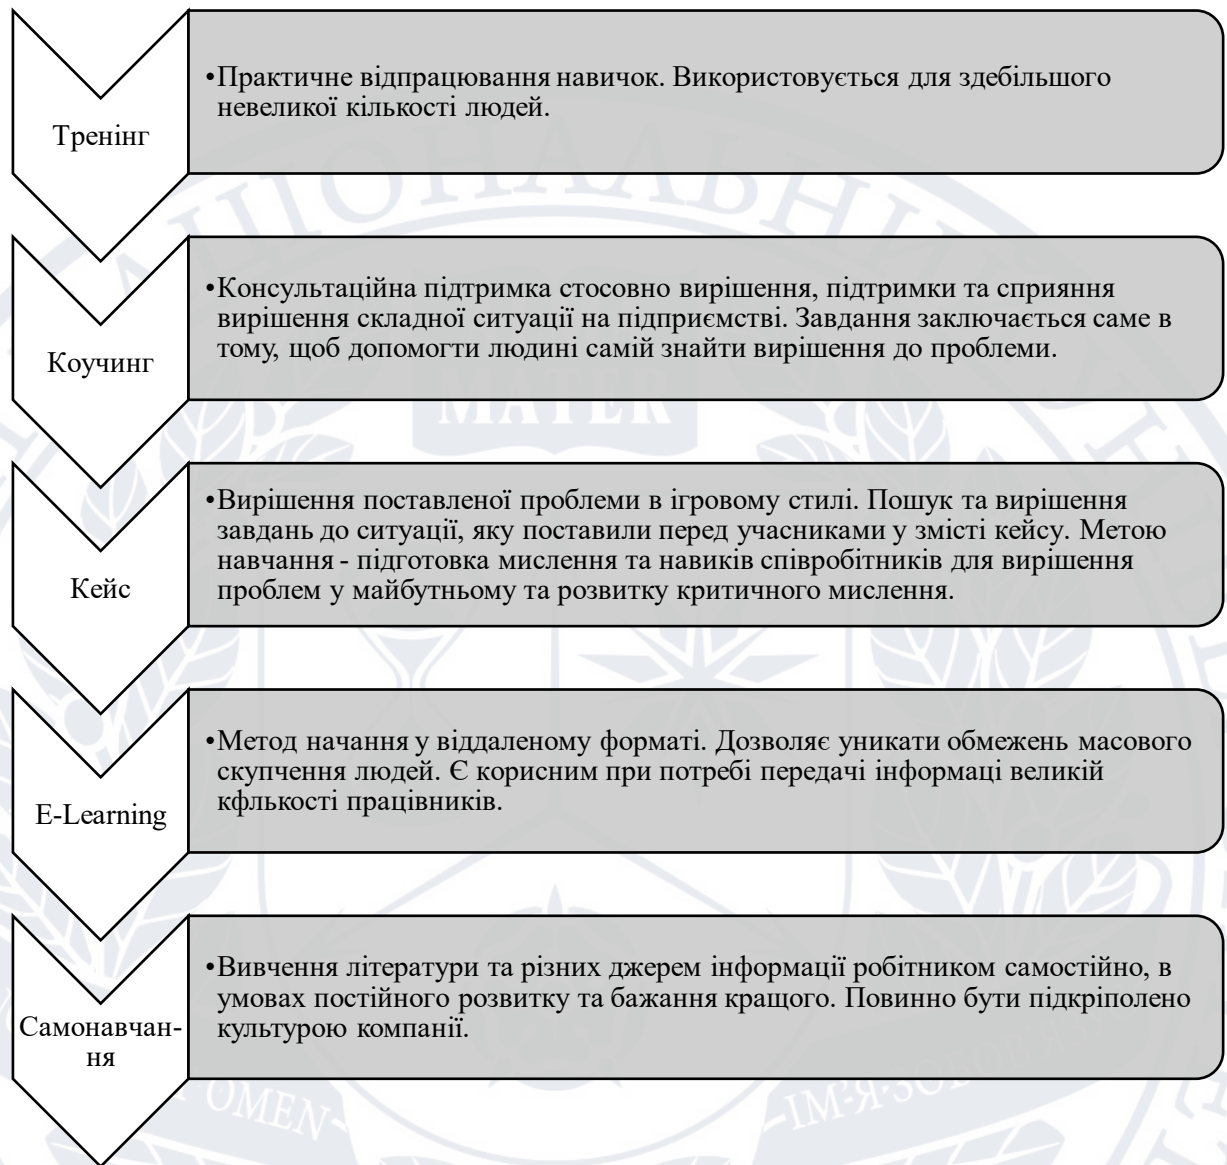 Тренінг
•Практичне відпрацювання навичок. Використовується для здебільшого
невеликої кількості людей.
Коучинг
•Консультаційна підтримка стосовно вирішення, підтримки та сприяння
вирішення складної ситуації на підприємстві. Завдання заключається саме в
тому, щоб допомогти людині самій знайти вирішення до проблеми.
Кейс
•Вирішення поставленої проблеми в ігровому стилі. Пошук та вирішення
завдань до ситуації, яку поставили перед учасниками у змісті кейсу. Метою
навчання - підготовка мислення та навиків співробітників для вирішення
проблем у майбутньому та розвитку критичного мислення.
E-Learning
•Метод начання у віддаленому форматі. Дозволяє уникати обмежень масового
скупчення людей. Є корисним при потребі передачі інформаці великій
кфлькості працівників.
Самонавчан-
ня
•Вивчення літератури та різних джерем інформації робітником самостійно, в
умовах постійного розвитку та бажання кращого. Повинно бути підкріполено
культурою компанії.